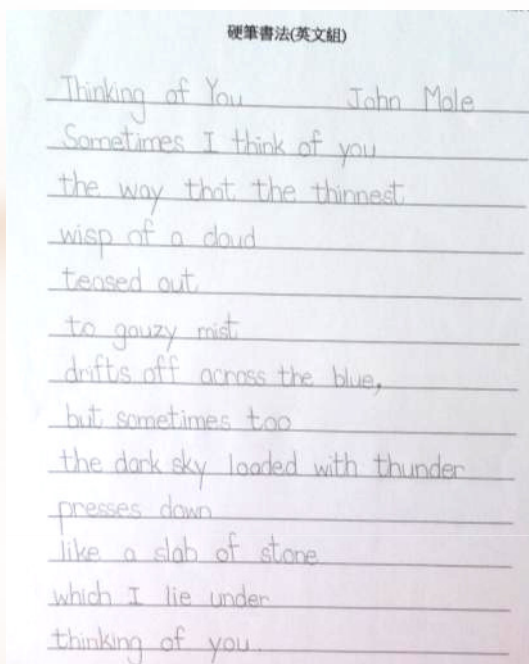 硬筆書法(英文組)
Thinking of You John Mole
Sometimes I think of you
the way that the thinnest
wisp of a cloud
teased out
to gauzy mist
drifts off across the blue,
but sometimes too
the dark sky loaded with thunder
presses down
like a slab of stone
which I lie under
thinking of you.